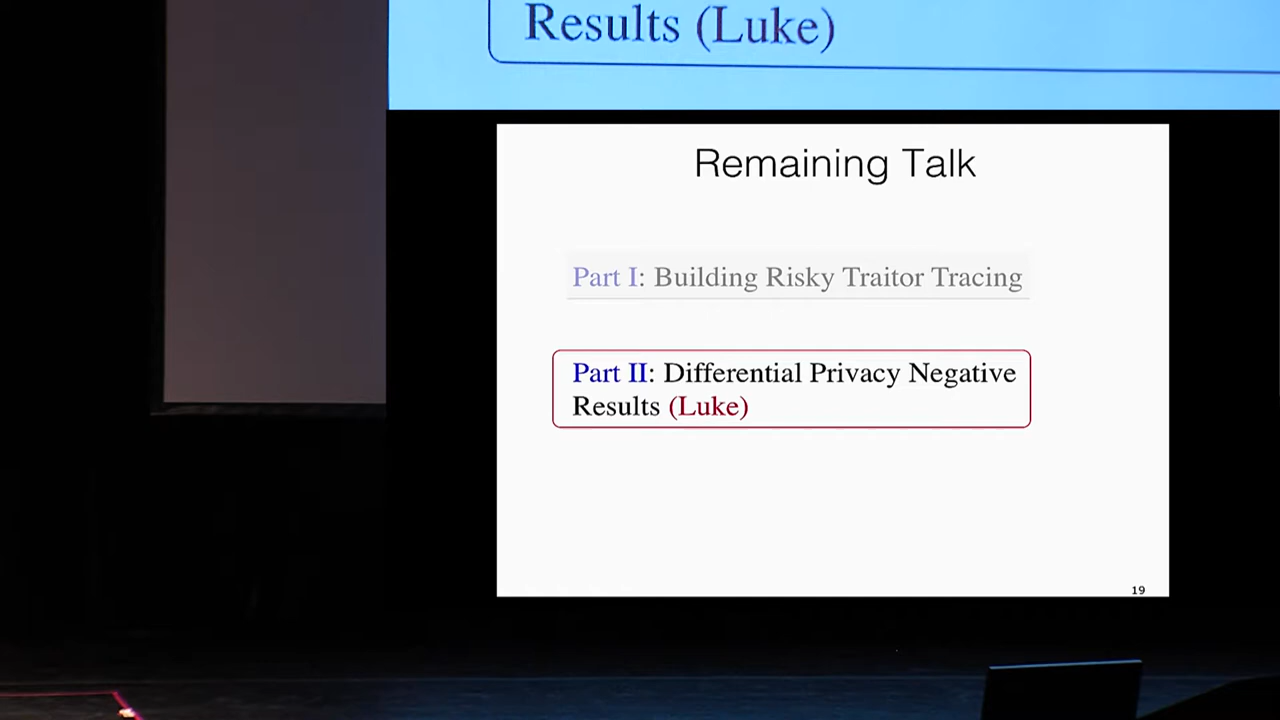 Results (Luke)
Remaining Talk
Part I: Building Risky Traitor Tracing
Part II: Differential Privacy Negative
Results (Luke)
19